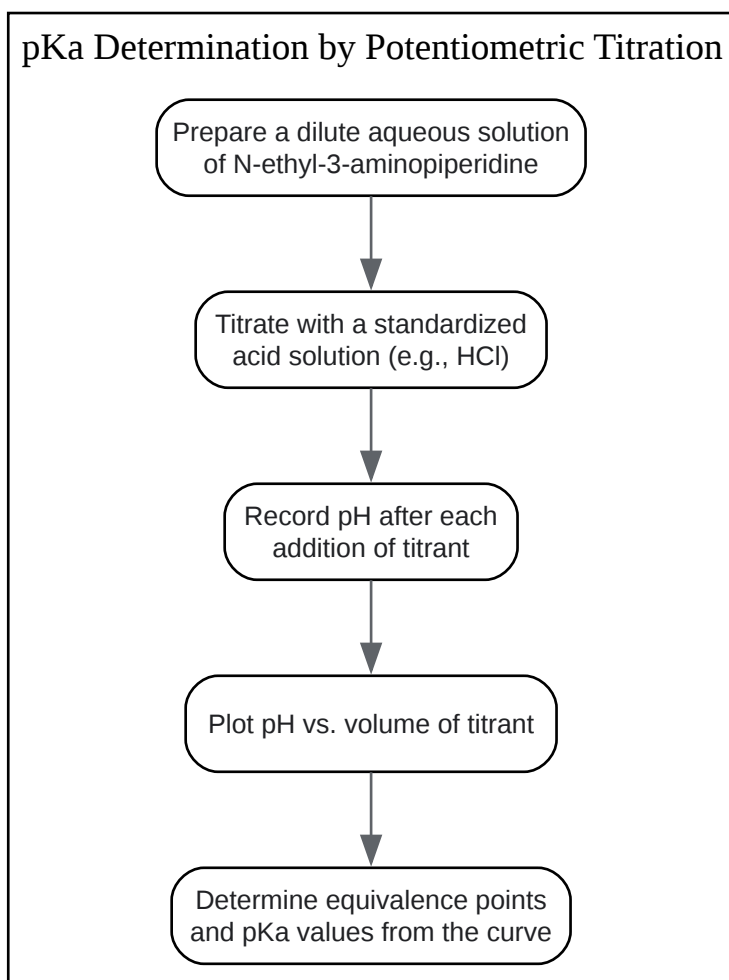 pKa Determination by Potentiometric Titration
Prepare a dilute aqueous solution
of N-ethyl-3-aminopiperidine
Titrate with a standardized
acid solution (e.g., HCl)
Record pH after each
addition of titrant
Plot pH vs. volume of titrant
Determine equivalence points
and pKa values from the curve